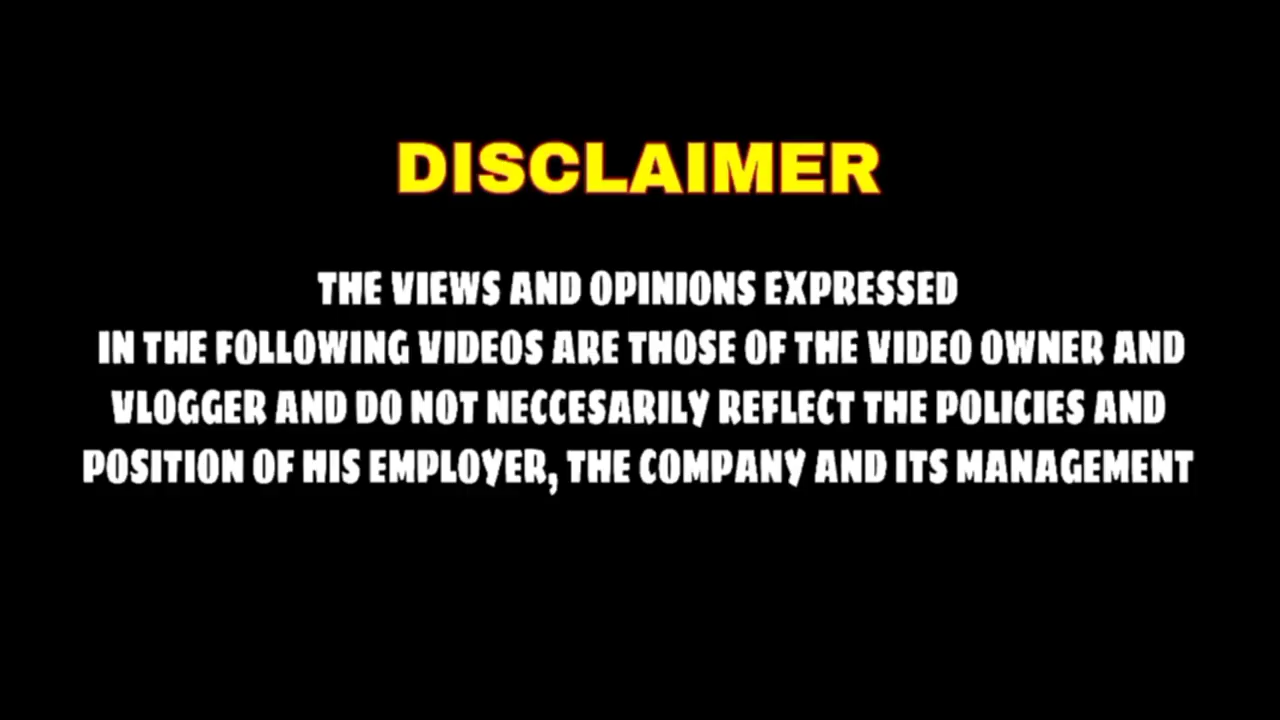 DISCLAIMER
THE VIEWS AND OPINIONS EXPRESSED
IN THE FOLLOWING VIDEOS ARE THOSE OF THE VIDEO OWNER AND
VLOGGER AND DO NOT NECCESARILY REFLECT THE POLICIES AND
POSITION OF HIS EMPLOYER, THE COMPANY AND ITS MANAGEMENT